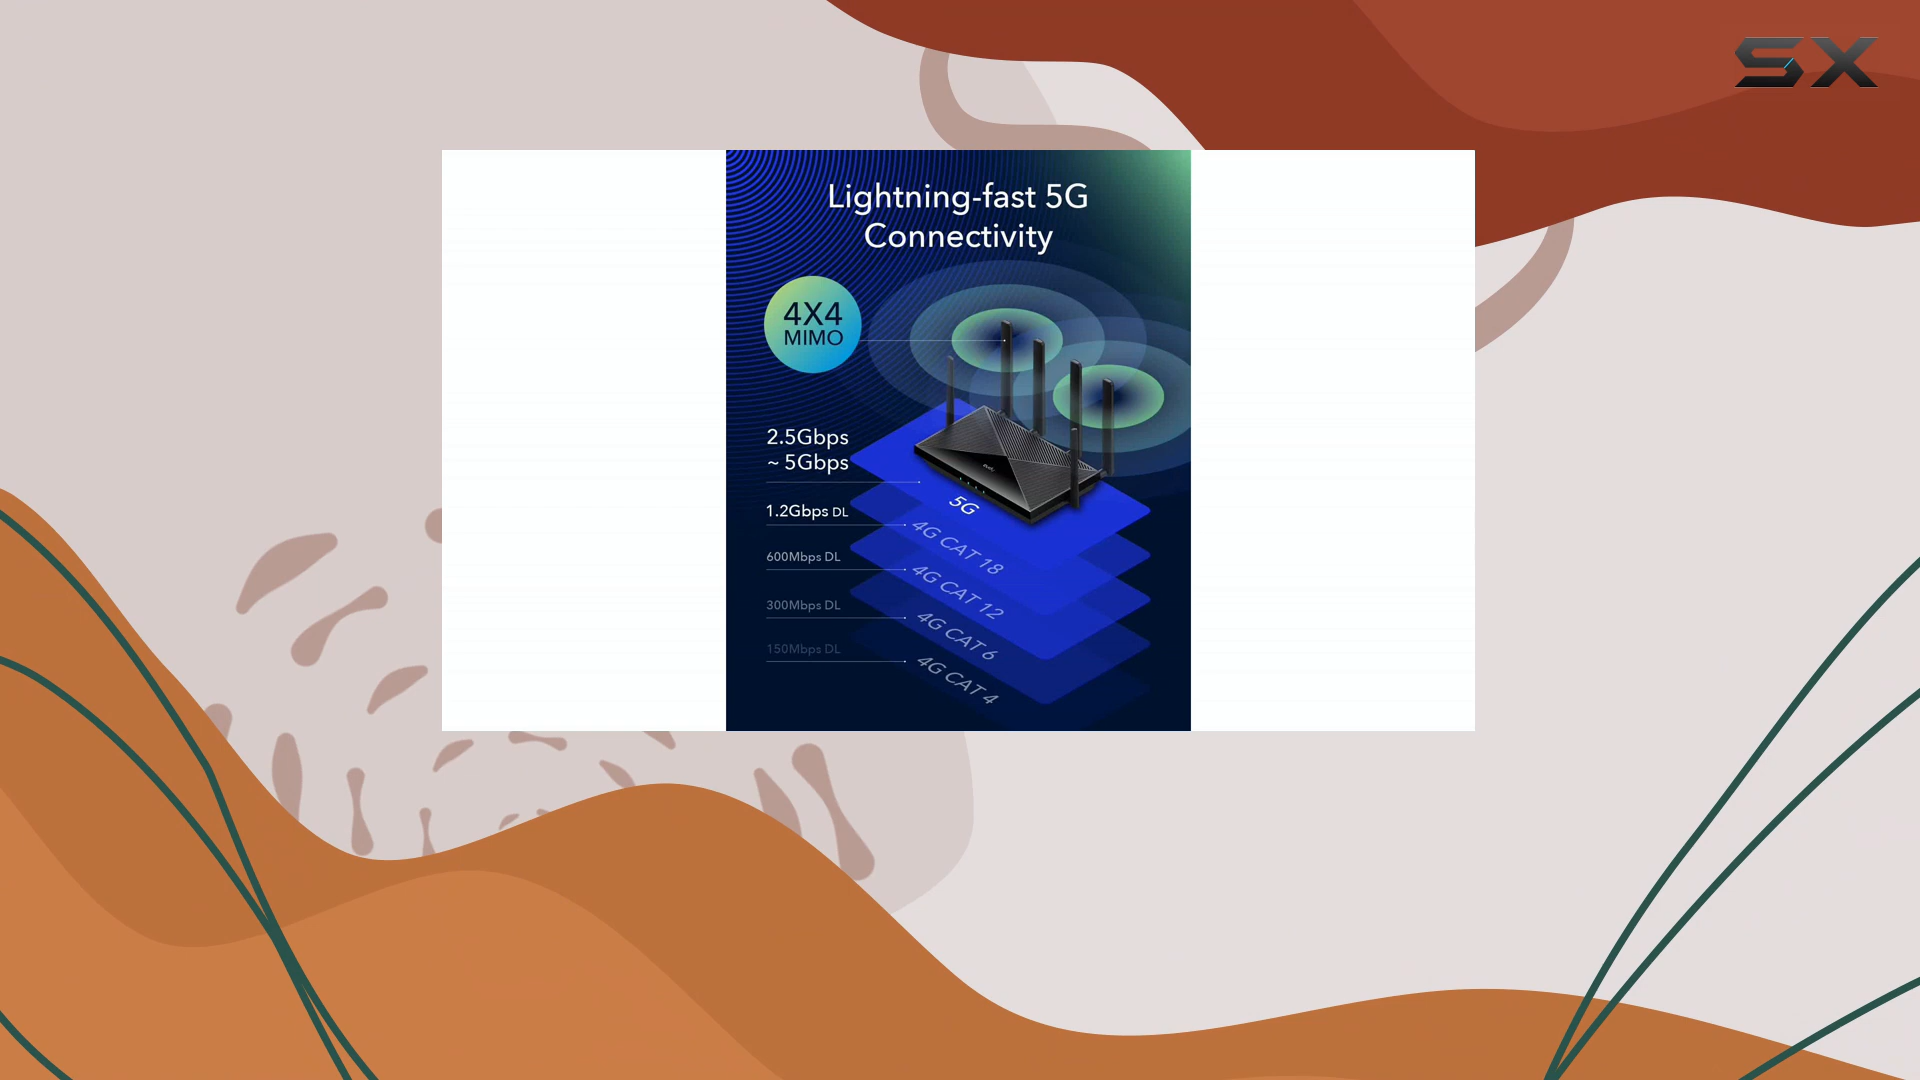 SX
Lightning-fast 5G
Connectivity
4X4
MIMO
2.5Gbps
~ 5Gbps
5G
1.2Gbps DL
4G CAT 18
600Mbps DL
4G CAT 12
300Mbps DL
4G CAT 6
150Mbps DL
4G CAT 4